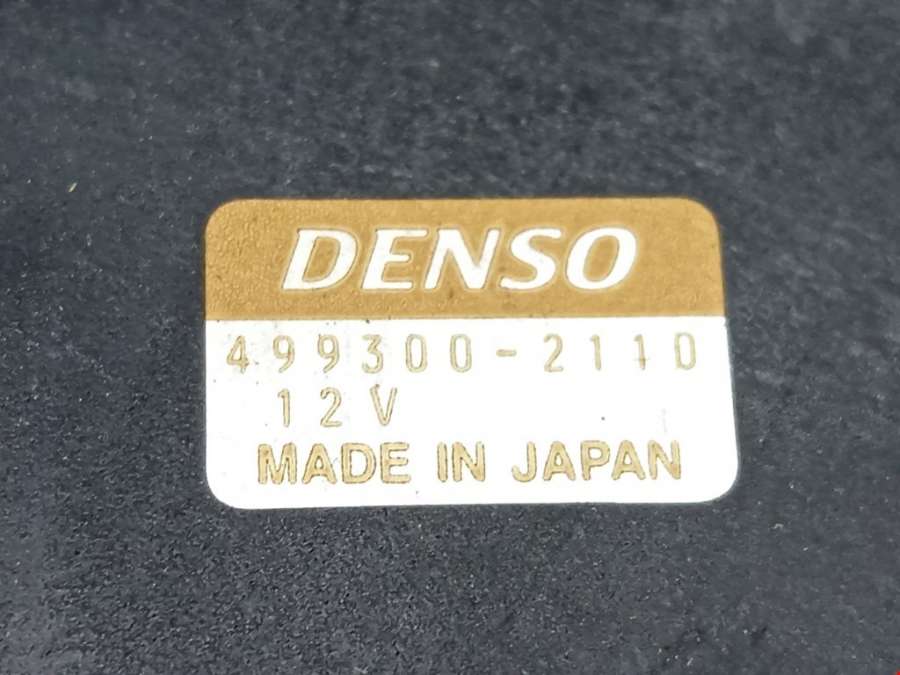 DENSO
499300-2110
12V
MADE IN JAPAN